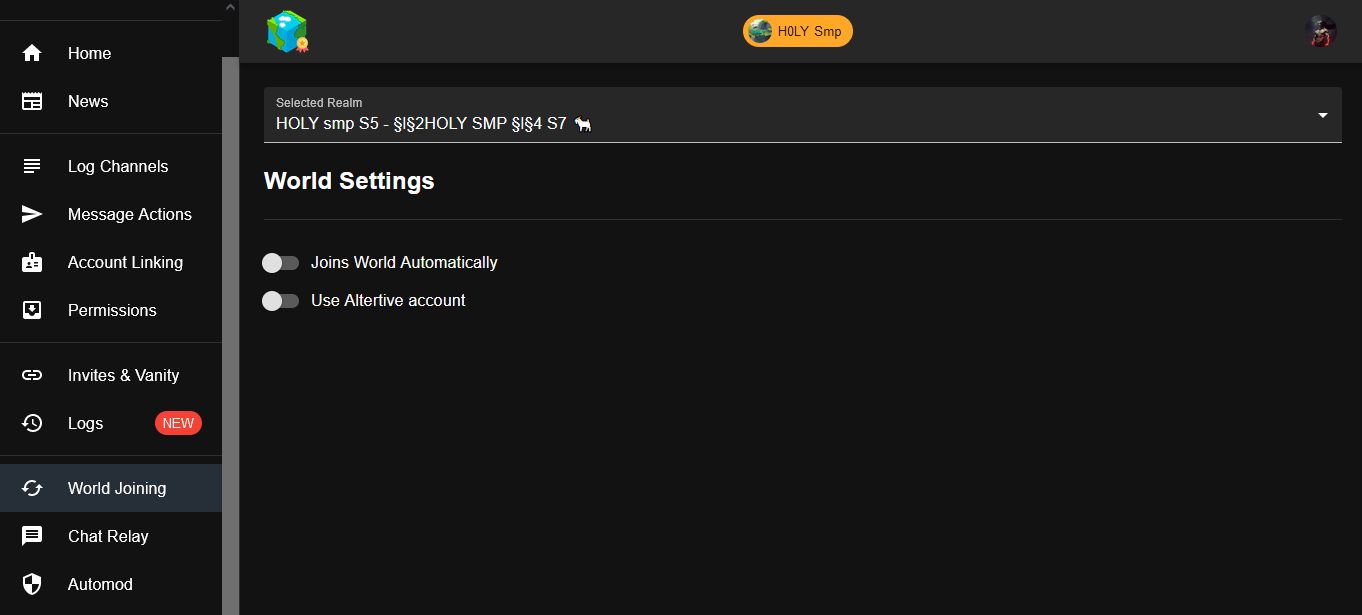 Home
News
Log Channels
Message Actions
Account Linking
Permissions
Invites & Vanity
Logs NEW
World Joining
Chat Relay
Automod
H0LY Smp
Selected Realm
HOLY smp S5 - §l§2HOLY SMP §l§4 S7 🐐
World Settings
Joins World Automatically
Use Altertive account